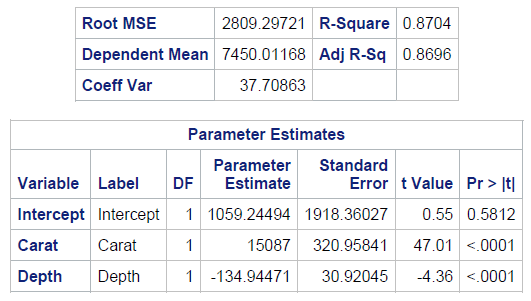 Root MSE 2809.29721 R-Square 0.8704
Dependent Mean 7450.01168 Adj R-Sq 0.8696
Coeff Var 37.70863
Parameter Estimates
Variable Label DF Parameter Estimate Standard Error t Value Pr > |t|
Intercept Intercept 1 1059.24494 1918.36027 0.55 0.5812
Carat Carat 1 15087 320.95841 47.01 <.0001
Depth Depth 1 -134.94471 30.92045 -4.36 <.0001